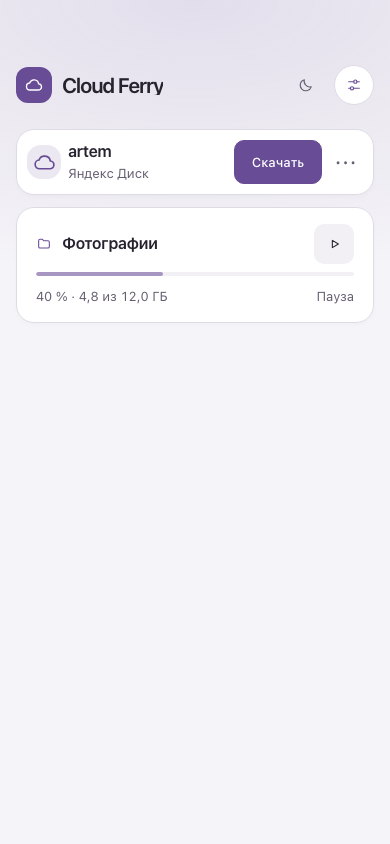 Cloud Ferry
artem
Яндекс Диск
Скачать
Фотографии
40 % · 4,8 из 12,0 ГБ
Пауза